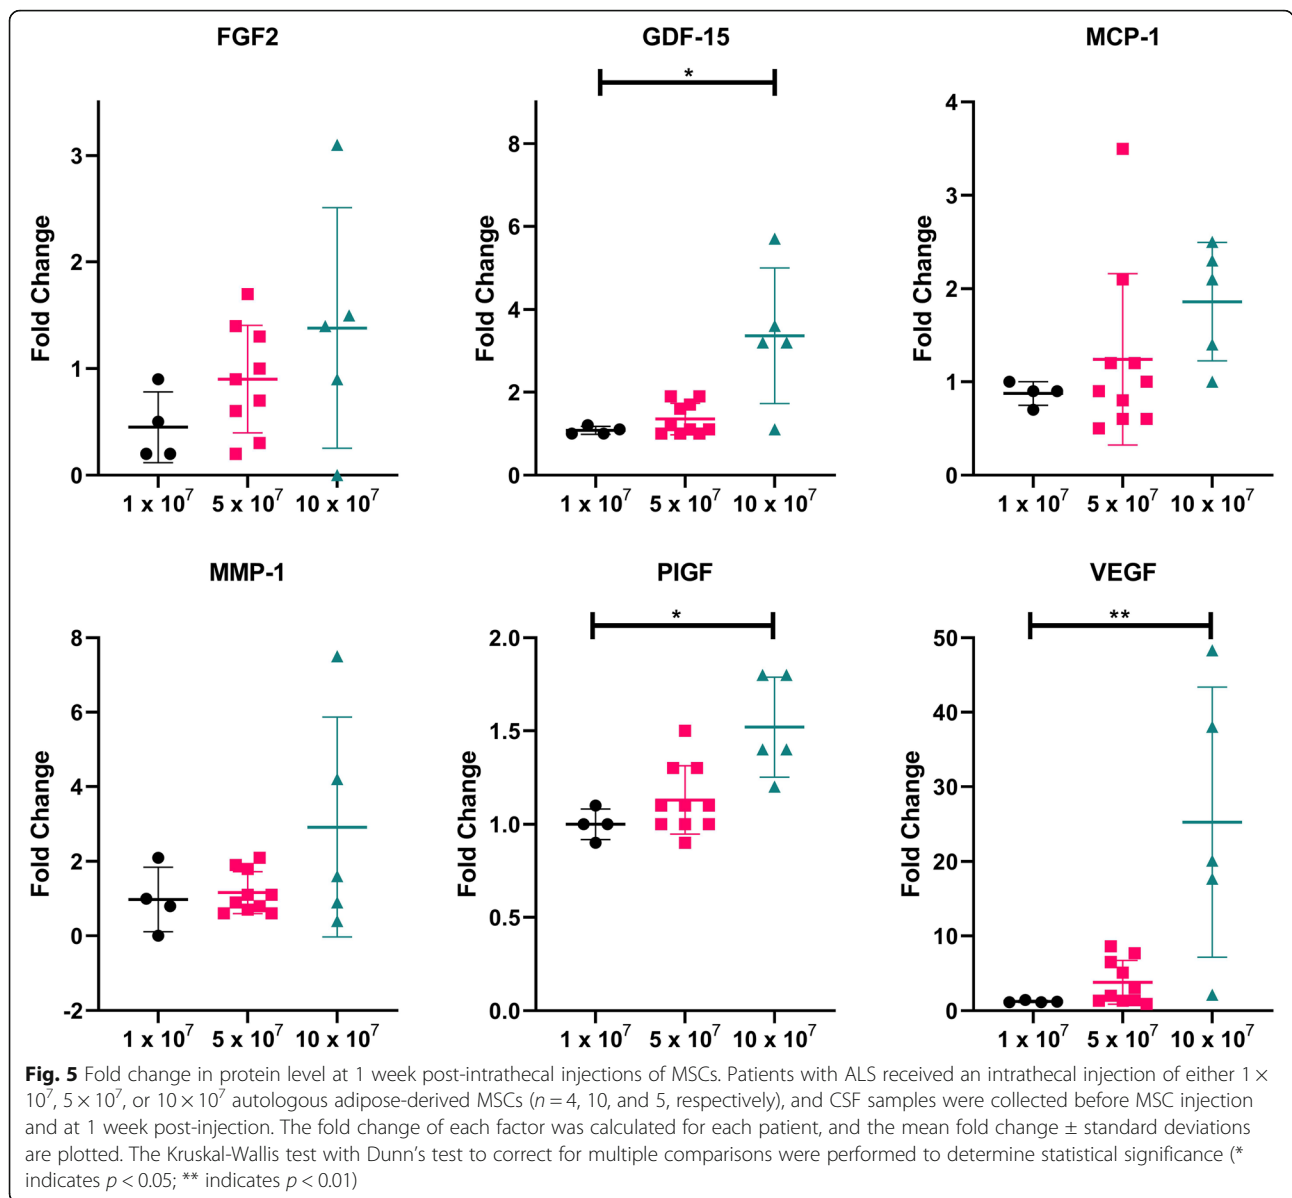 FGF2
GDF-15
MCP-1
*
Fold Change
3
2
1
0
1 x 10⁷ 5 x 10⁷ 10 x 10⁷
Fold Change
8
6
4
2
0
1 x 10⁷ 5 x 10⁷ 10 x 10⁷
Fold Change
4
3
2
1
0
1 x 10⁷ 5 x 10⁷ 10 x 10⁷
MMP-1
PIGF
VEGF
*
**
Fold Change
8
6
4
2
0
-2
1 x 10⁷ 5 x 10⁷ 10 x 10⁷
Fold Change
2.0
1.5
1.0
0.5
0.0
1 x 10⁷ 5 x 10⁷ 10 x 10⁷
Fold Change
50
40
30
20
10
0
1 x 10⁷ 5 x 10⁷ 10 x 10⁷
Fig. 5 Fold change in protein level at 1 week post-intrathecal injections of MSCs. Patients with ALS received an intrathecal injection of either 1 ×
10⁷, 5 × 10⁷, or 10 × 10⁷ autologous adipose-derived MSCs (n = 4, 10, and 5, respectively), and CSF samples were collected before MSC injection
and at 1 week post-injection. The fold change of each factor was calculated for each patient, and the mean fold change ± standard deviations
are plotted. The Kruskal-Wallis test with Dunn’s test to correct for multiple comparisons were performed to determine statistical significance (*
indicates p < 0.05; ** indicates p < 0.01)